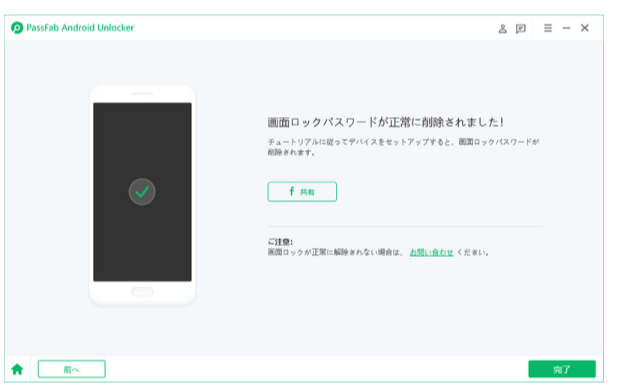 PassFab Android Unlocker
画面ロックパスワードが正常に削除されました!
チュートリアルに従ってデバイスをセットアップすると、画面ロックパスワードが
削除されます。
f 共有
ご注意:
画面ロックが正常に解除されない場合は、 お問い合わせ ください。
前へ
完了